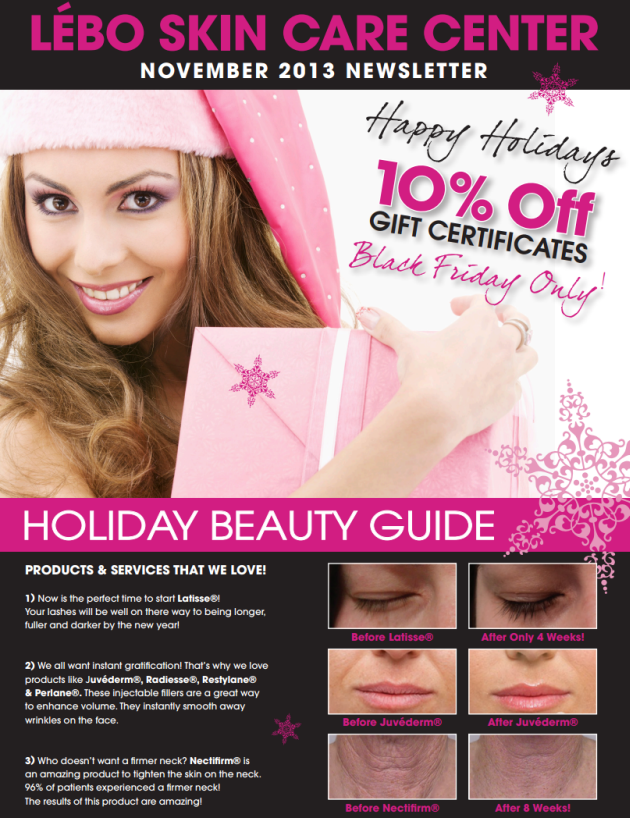 LÉBO SKIN CARE CENTER
NOVEMBER 2013 NEWSLETTER
Happy Holidays
10% Off
GIFT CERTIFICATES
Black Friday Only!
HOLIDAY BEAUTY GUIDE
PRODUCTS & SERVICES THAT WE LOVE!
1) Now is the perfect time to start Latisse®!
Your lashes will be well on there way to being longer,
fuller and darker by the new year!
Before Latisse®
After Only 4 Weeks!
2) We all want instant gratification! That's why we love
products like Juvéderm®, Radiesse®, Restylane®
& Perlane®. These injectable fillers are a great way
to enhance volume. They instantly smooth away
wrinkles on the face.
Before Juvéderm®
After Juvéderm®
3) Who doesn't want a firmer neck? Nectifirm® is
an amazing product to tighten the skin on the neck.
96% of patients experienced a firmer neck!
The results of this product are amazing!
Before Nectifirm®
After 8 Weeks!